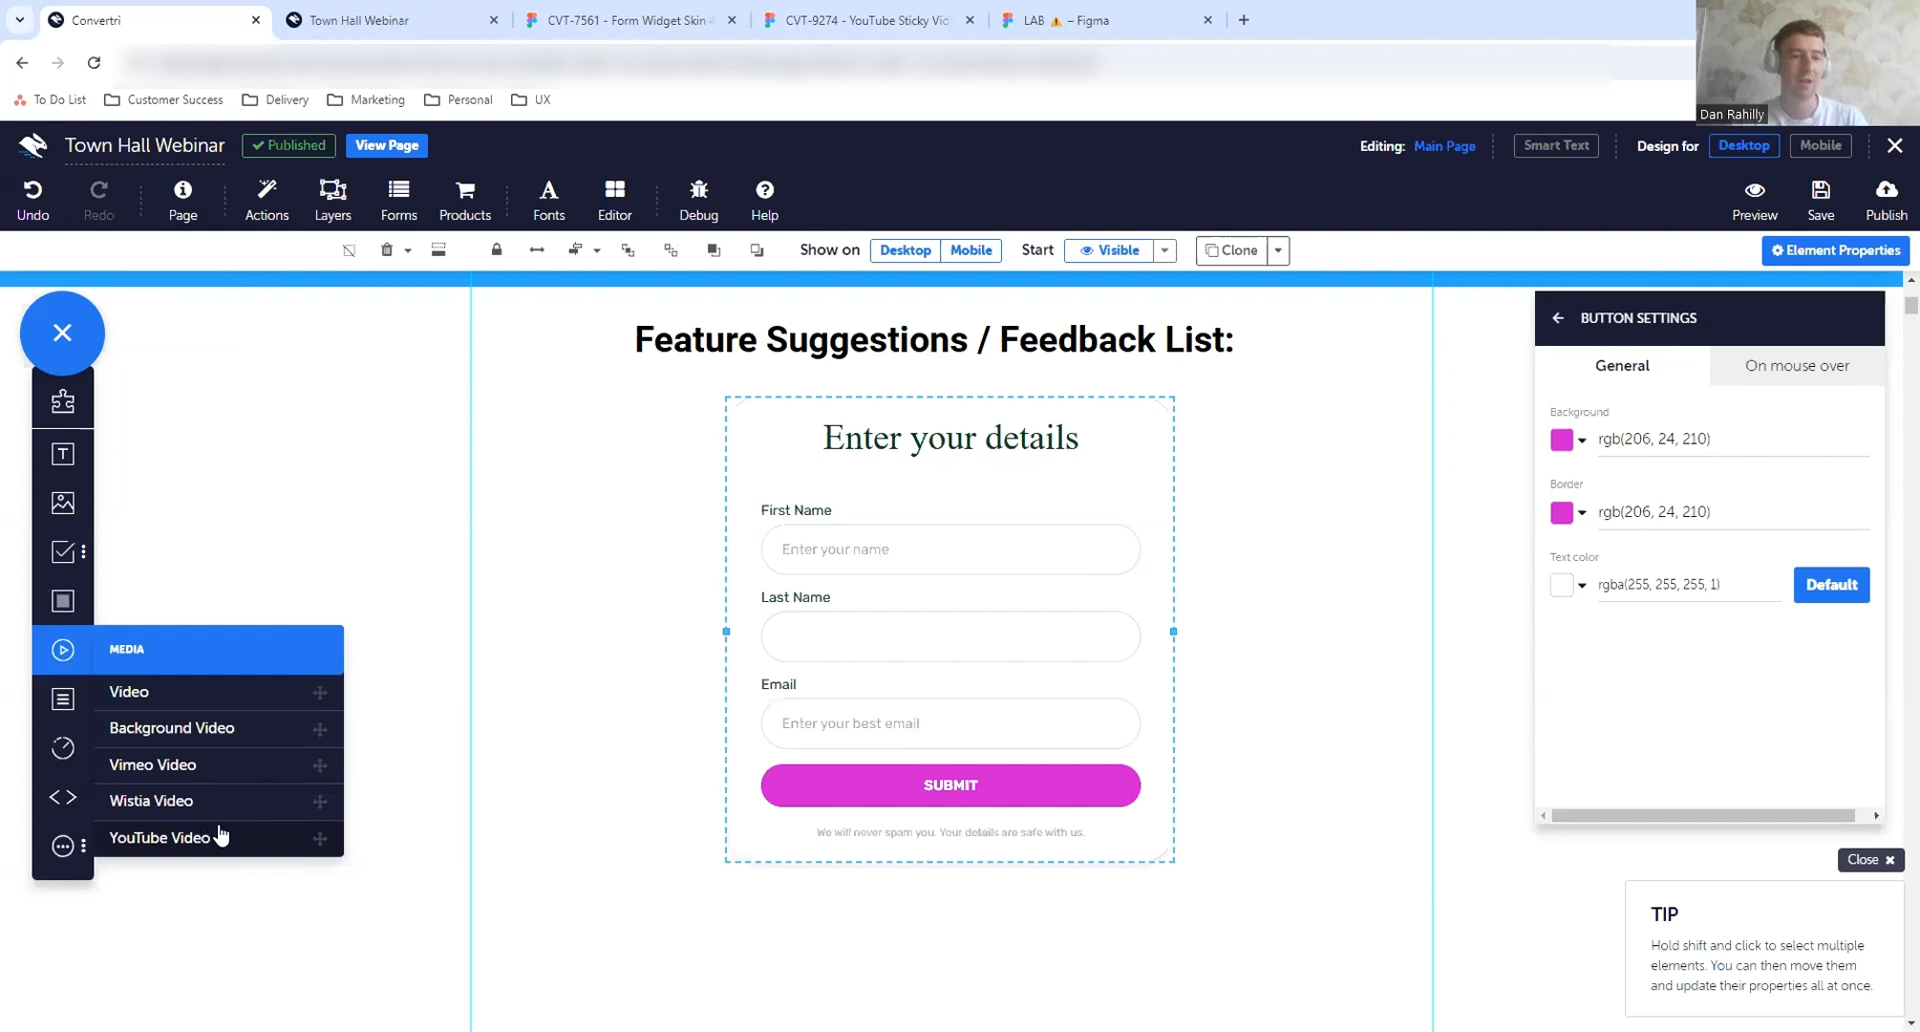 Convertri
Town Hall Webinar
CVT-7561 - Form Widget Skin
CVT-9274 - YouTube Sticky Vid
LAB ⚠ – Figma
To Do List
Customer Success
Delivery
Marketing
Personal
UX
Dan Rahilly
Town Hall Webinar
Published
View Page
Editing: Main Page
Smart Text
Design for
Desktop
Mobile
Undo
Redo
Page
Actions
Layers
Forms
Products
Fonts
Editor
Debug
Help
Preview
Save
Publish
Show on
Desktop
Mobile
Start
Visible
Clone
Element Properties
Feature Suggestions / Feedback List:
Enter your details
First Name
Enter your name
Last Name
Email
Enter your best email
SUBMIT
We will never spam you. Your details are safe with us.
MEDIA
Video
Background Video
Vimeo Video
Wistia Video
YouTube Video
BUTTON SETTINGS
General
On mouse over
Background
rgb(206, 24, 210)
Border
rgb(206, 24, 210)
Text color
rgba(255, 255, 255, 1)
Default
Close
TIP
Hold shift and click to select multiple
elements. You can then move them
and update their properties all at once.